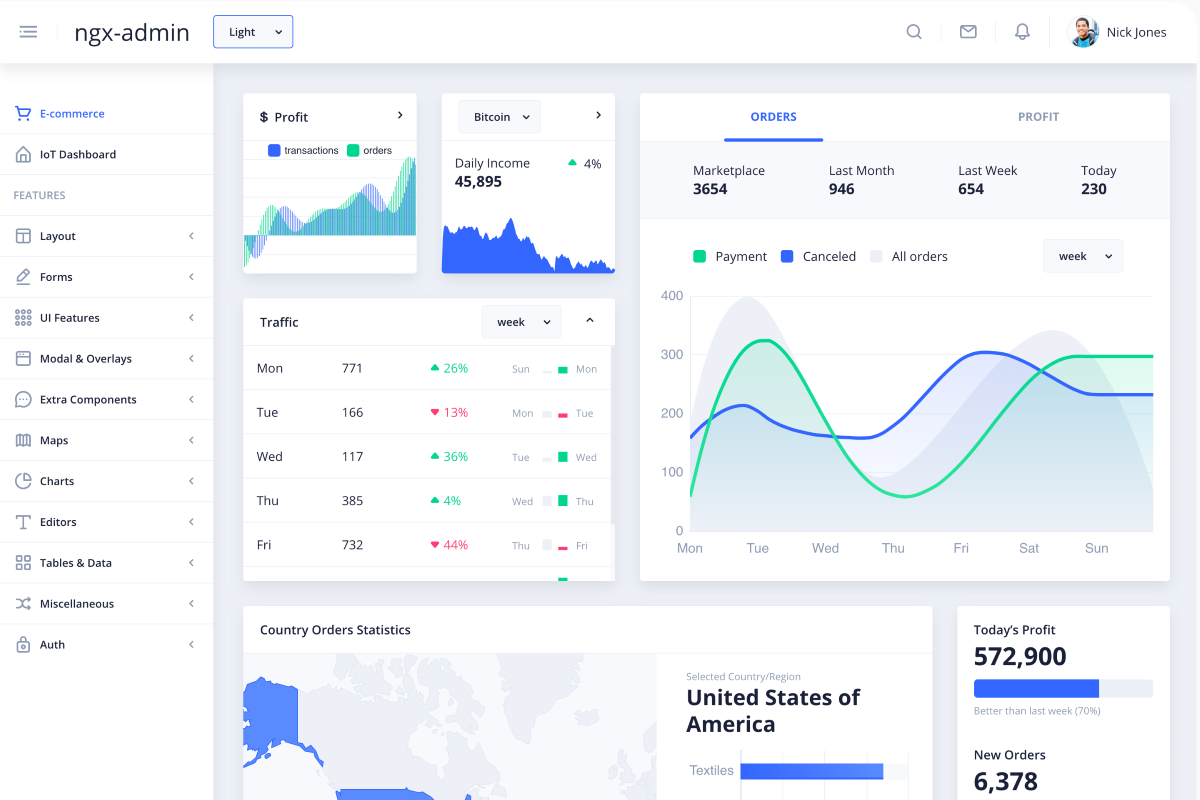 ngx-admin
Light
Nick Jones
E-commerce
IoT Dashboard
FEATURES
Layout
Forms
UI Features
Modal & Overlays
Extra Components
Maps
Charts
Editors
Tables & Data
Miscellaneous
Auth
$ Profit
transactions orders
Bitcoin
Daily Income 4%
45,895
Traffic week
Mon 771 26% Sun Mon
Tue 166 13% Mon Tue
Wed 117 36% Tue Wed
Thu 385 4% Wed Thu
Fri 732 44% Thu Fri
ORDERS PROFIT
Marketplace Last Month Last Week Today
3654 946 654 230
Payment Canceled All orders week
400
300
200
100
0
Mon Tue Wed Thu Fri Sat Sun
Country Orders Statistics
Selected Country/Region
United States of
America
Textiles
Today’s Profit
572,900
Better than last week (70%)
New Orders
6,378